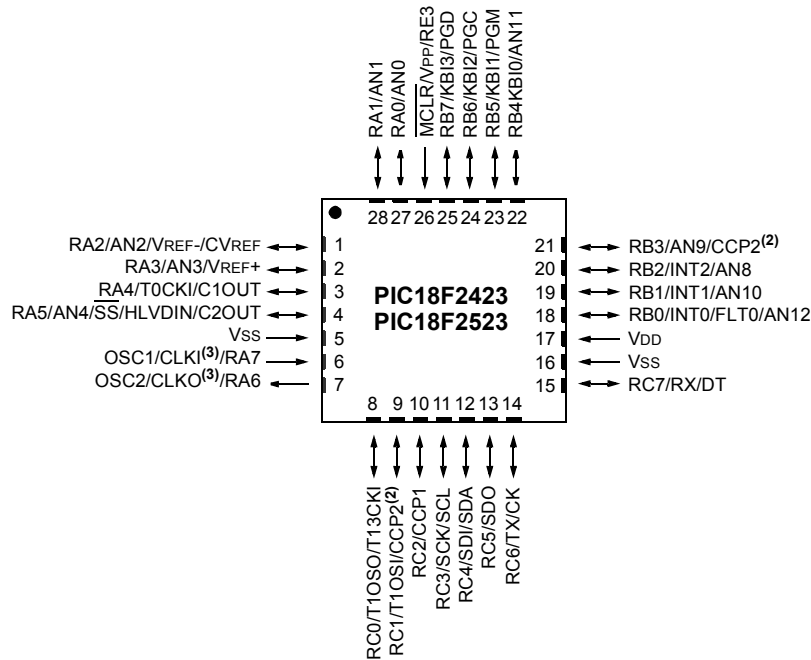 RA1/AN1
RA0/AN0
MCLR/VPP/RE3
RB7/KBI3/PGD
RB6/KBI2/PGC
RB5/KBI1/PGM
RB4KBI0/AN11
28 27 26 25 24 23 22
RA2/AN2/VREF-/CVREF 1
RA3/AN3/VREF+ 2
RA4/T0CKI/C1OUT 3
RA5/AN4/SS/HLVDIN/C2OUT 4
VSS 5
OSC1/CLKI(3)/RA7 6
OSC2/CLKO(3)/RA6 7
PIC18F2423
PIC18F2523
21 RB3/AN9/CCP2(2)
20 RB2/INT2/AN8
19 RB1/INT1/AN10
18 RB0/INT0/FLT0/AN12
17 VDD
16 VSS
15 RC7/RX/DT
8 9 10 11 12 13 14
RC0/T1OSO/T13CKI
RC1/T1OSI/CCP2(2)
RC2/CCP1
RC3/SCK/SCL
RC4/SDI/SDA
RC5/SDO
RC6/TX/CK